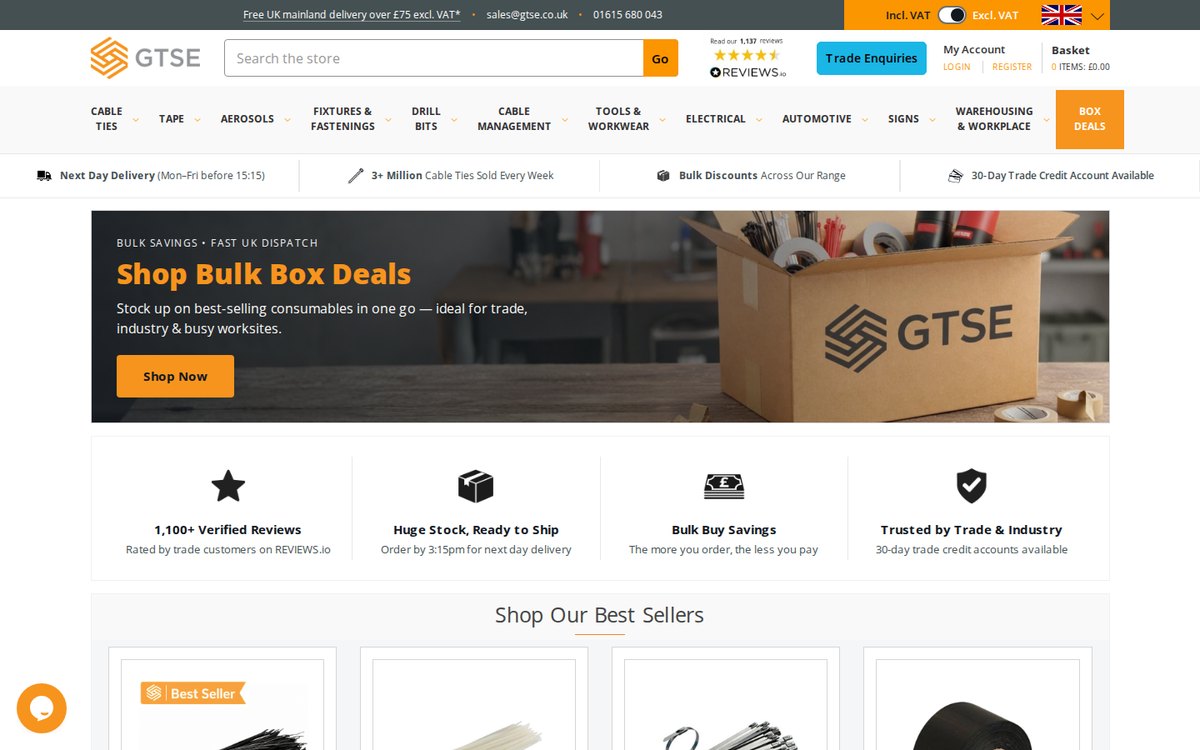 Free UK mainland delivery over £75 excl. VAT* • sales@gtse.co.uk • 01615 680 043
Incl. VAT Excl. VAT
GTSE
Search the store
Go
Read our 1,137 reviews
REVIEWS.io
Trade Enquiries
My Account
LOGIN REGISTER
Basket
0 ITEMS: £0.00
CABLE TIES
TAPE
AEROSOLS
FIXTURES & FASTENINGS
DRILL BITS
CABLE MANAGEMENT
TOOLS & WORKWEAR
ELECTRICAL
AUTOMOTIVE
SIGNS
WAREHOUSING & WORKPLACE
BOX DEALS
Next Day Delivery (Mon–Fri before 15:15)
3+ Million Cable Ties Sold Every Week
Bulk Discounts Across Our Range
30-Day Trade Credit Account Available
BULK SAVINGS • FAST UK DISPATCH
Shop Bulk Box Deals
Stock up on best-selling consumables in one go — ideal for trade,
industry & busy worksites.
Shop Now
GTSE
1,100+ Verified Reviews
Rated by trade customers on REVIEWS.io
Huge Stock, Ready to Ship
Order by 3:15pm for next day delivery
Bulk Buy Savings
The more you order, the less you pay
Trusted by Trade & Industry
30-day trade credit accounts available
Shop Our Best Sellers
Best Seller